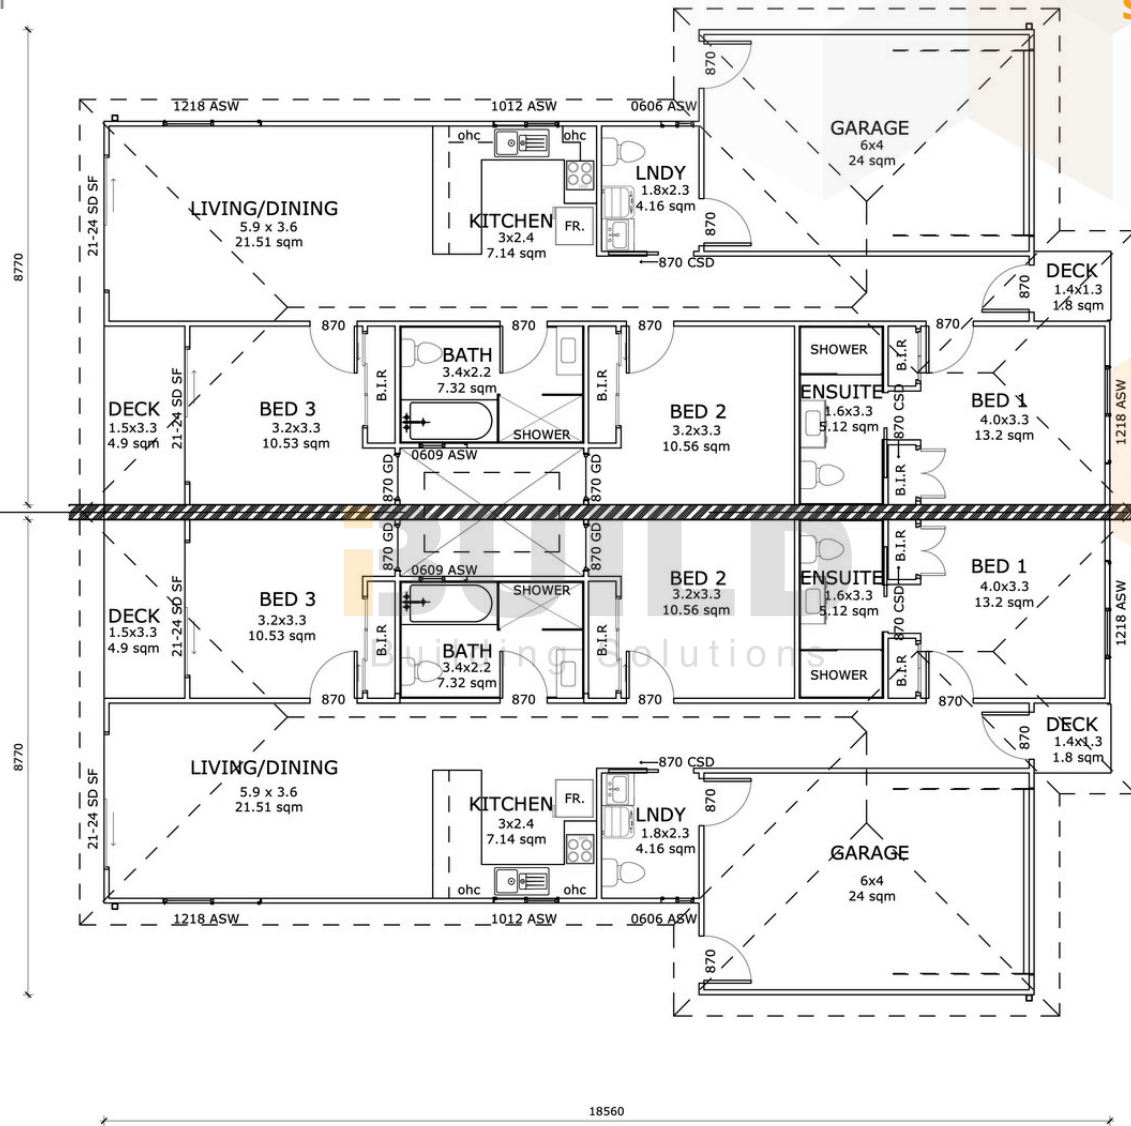 870
1218 ASW
1012 ASW
0606 ASW
GARAGE
6x4
24 sqm
ohc
ohc
LNDY
1.8x2.3
4.16 sqm
21-24 SD SF
LIVING/DINING
5.9 x 3.6
21.51 sqm
KITCHEN
3x2.4
7.14 sqm
FR.
870
870 CSD
8770
870
DECK
1.4x1.3
1.8 sqm
870
870
870
870
BATH
3.4x2.2
7.32 sqm
SHOWER
B.I.R
B.I.R
B.I.R
21-24 SD SF
DECK
1.5x3.3
4.9 sqm
BED 3
3.2x3.3
10.53 sqm
SHOWER
BED 2
3.2x3.3
10.56 sqm
ENSUITE
1.6x3.3
5.12 sqm
870 CSD
BED 1
4.0x3.3
13.2 sqm
1218 ASW
0609 ASW
870 GD
870 GD
B.I.R
iBUILD
Building Solutions
870 GD
870 GD
B.I.R
0609 ASW
SHOWER
21-24 SD SF
DECK
1.5x3.3
4.9 sqm
BED 3
3.2x3.3
10.53 sqm
BED 2
3.2x3.3
10.56 sqm
ENSUITE
1.6x3.3
5.12 sqm
870 CSD
BED 1
4.0x3.3
13.2 sqm
1218 ASW
B.I.R
B.I.R
B.I.R
BATH
3.4x2.2
7.32 sqm
SHOWER
870
870
870
870
8770
870
DECK
1.4x1.3
1.8 sqm
21-24 SD SF
LIVING/DINING
5.9 x 3.6
21.51 sqm
870 CSD
FR.
KITCHEN
3x2.4
7.14 sqm
LNDY
1.8x2.3
4.16 sqm
870
GARAGE
6x4
24 sqm
ohc
ohc
1218 ASW
1012 ASW
0606 ASW
870
18560